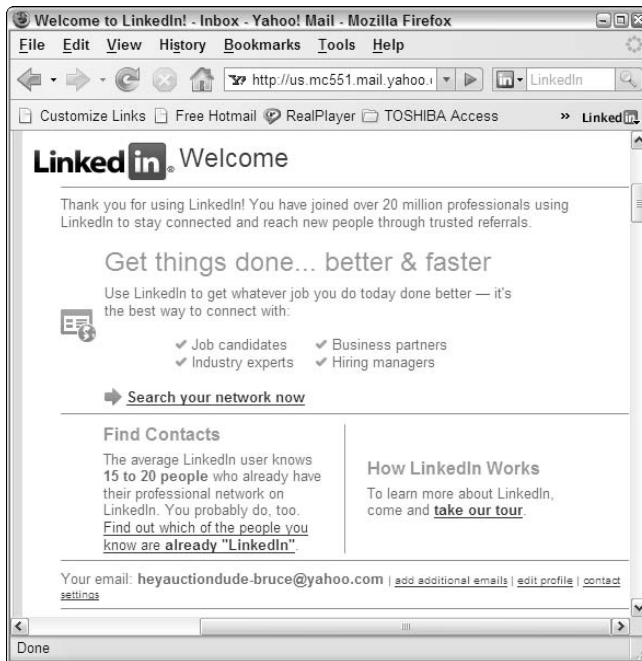 Welcome to LinkedIn! - Inbox - Yahoo! Mail - Mozilla Firefox
File Edit View History Bookmarks Tools Help
http://us.mc551.mail.yahoo.c LinkedIn
Customize Links Free Hotmail RealPlayer TOSHIBA Access » Linked in
Linked in® Welcome
Thank you for using LinkedIn! You have joined over 20 million professionals using
LinkedIn to stay connected and reach new people through trusted referrals.
Get things done... better & faster
Use LinkedIn to get whatever job you do today done better — it's
the best way to connect with:
✔ Job candidates ✔ Business partners
✔ Industry experts ✔ Hiring managers
Search your network now
Find Contacts
The average LinkedIn user knows
15 to 20 people who already have
their professional network on
LinkedIn. You probably do, too.
Find out which of the people you
know are already "LinkedIn".
How LinkedIn Works
To learn more about LinkedIn,
come and take our tour.
Your email: heyauctiondude-bruce@yahoo.com | add additional emails | edit profile | contact
settings
Done